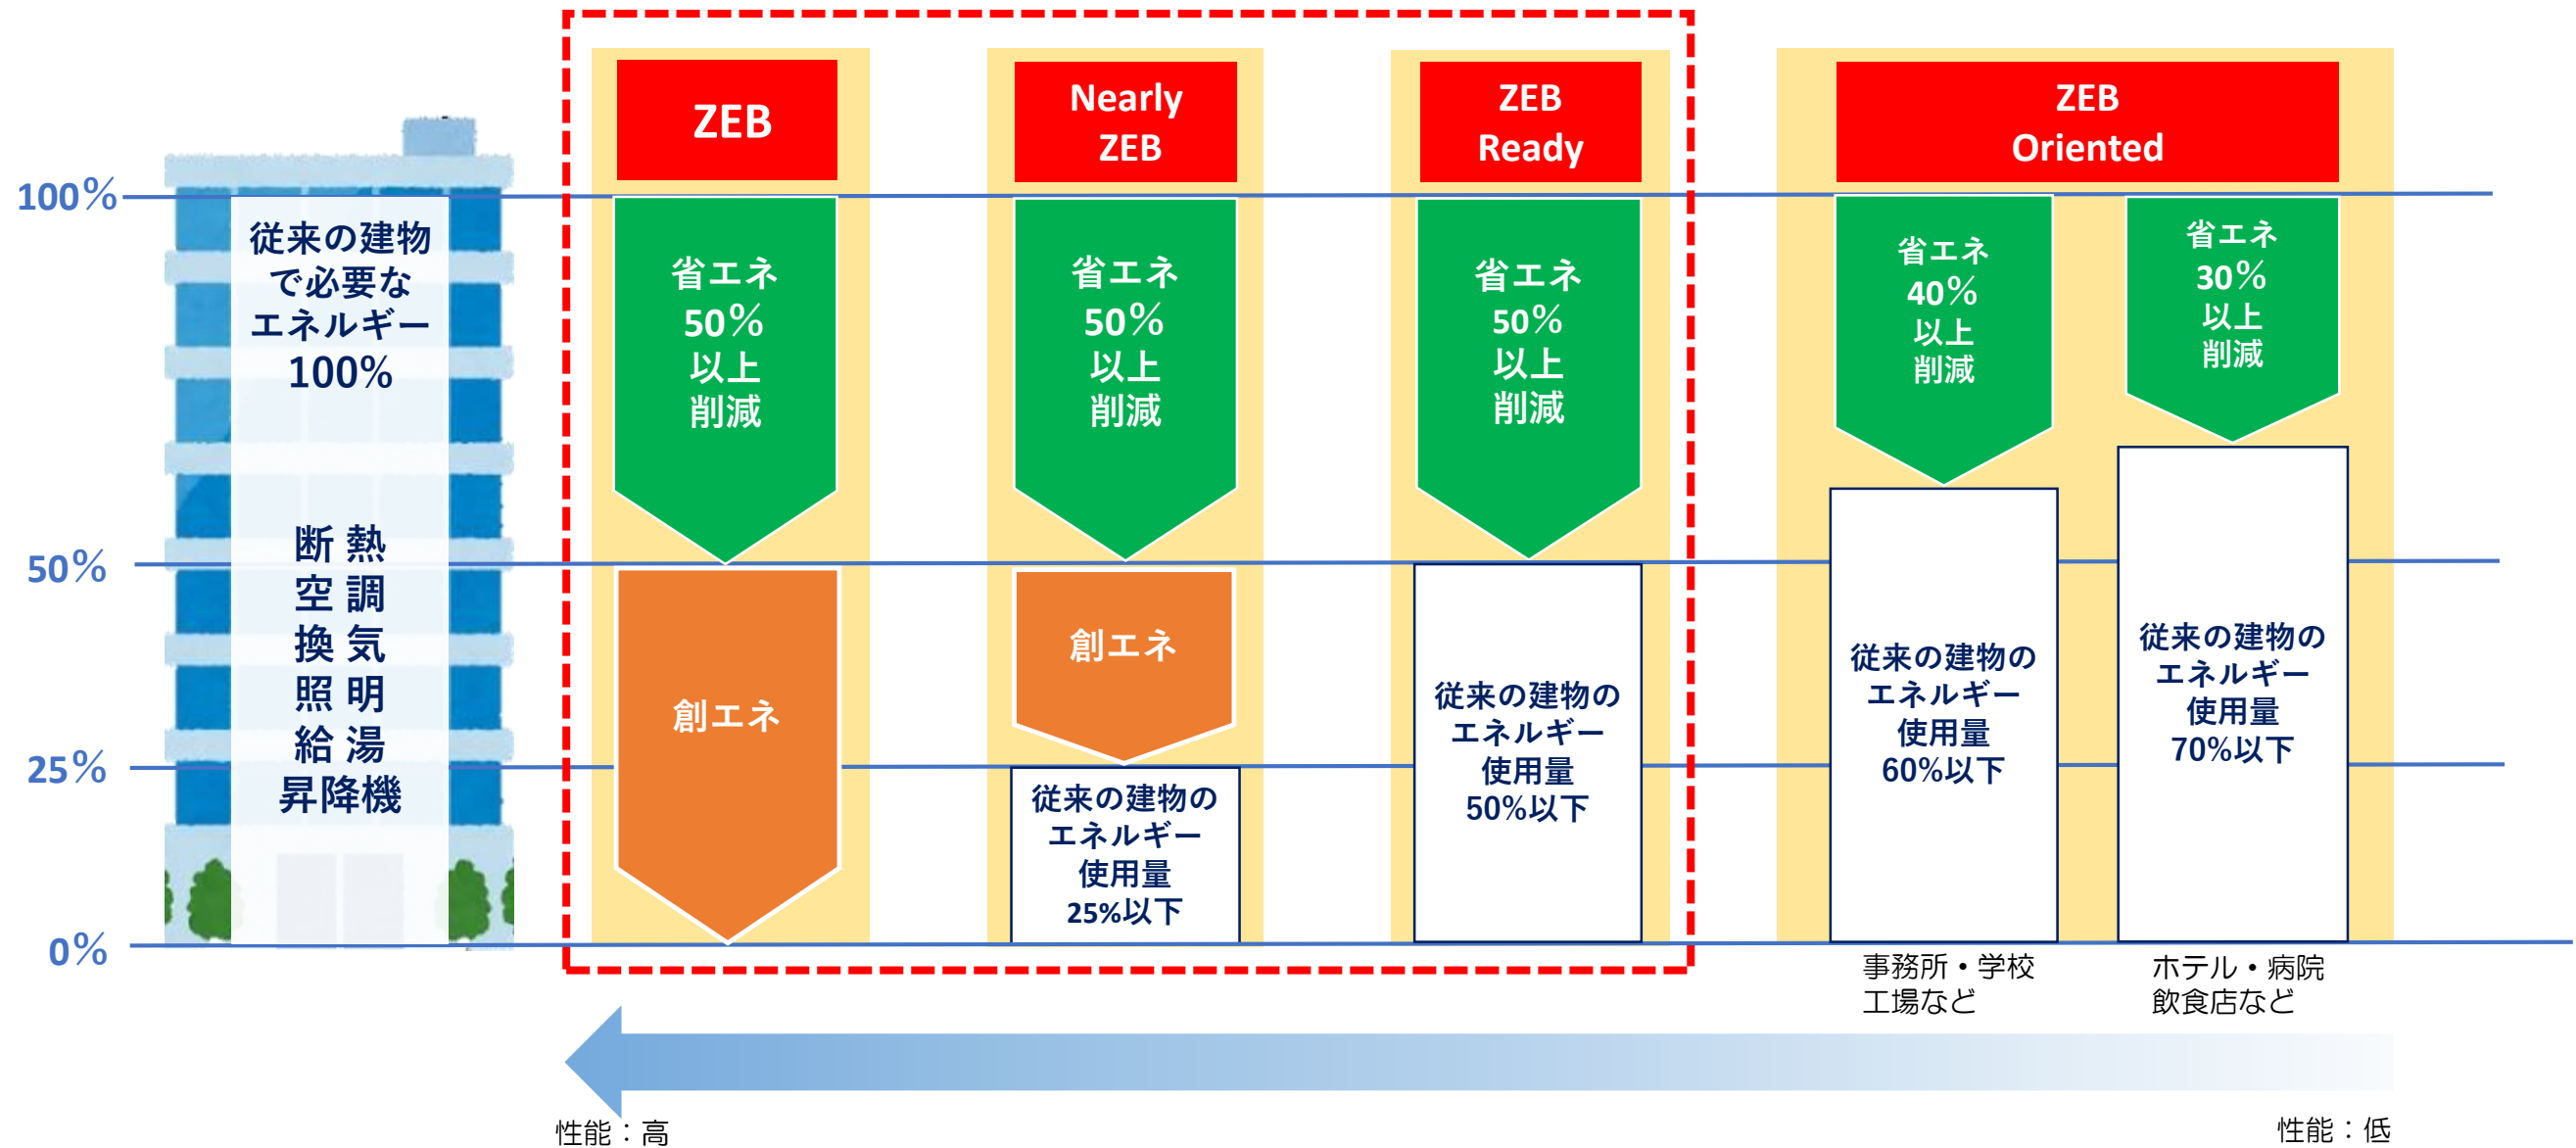 ZEB
Nearly
ZEB
ZEB
Ready
ZEB
Oriented
100%
50%
25%
0%
従来の建物
で必要な
エネルギー
100%
断 熱
空 調
換 気
照 明
給 湯
昇降機
省エネ
50%
以上
削減
創エネ
省エネ
50%
以上
削減
創エネ
従来の建物の
エネルギー
使用量
25%以下
省エネ
50%
以上
削減
従来の建物の
エネルギー
使用量
50%以下
省エネ
40%
以上
削減
従来の建物の
エネルギー
使用量
60%以下
事務所・学校
工場など
省エネ
30%
以上
削減
従来の建物の
エネルギー
使用量
70%以下
ホテル・病院
飲食店など
性能：高
性能：低